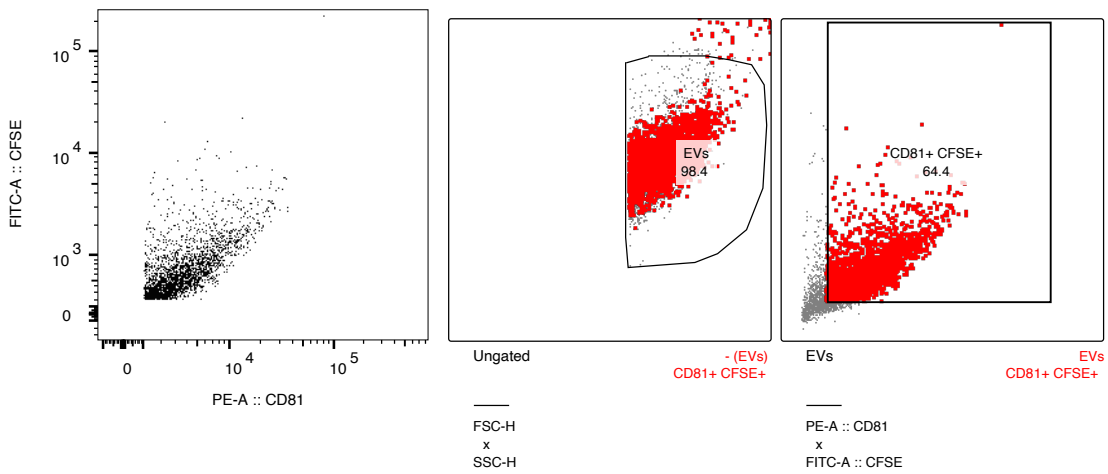 FITC-A :: CFSE
10^5
10^4
10^3
0
0
10^4
10^5
PE-A :: CD81
EVs
98.4
Ungated
- (EVs)
CD81+ CFSE+
FSC-H
x
SSC-H
CD81+ CFSE+
64.4
EVs
EVs
CD81+ CFSE+
PE-A :: CD81
x
FITC-A :: CFSE